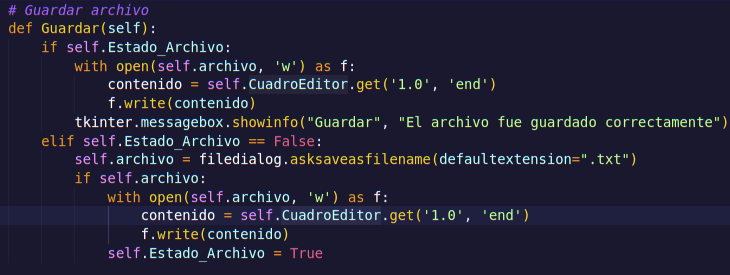 # Guardar archivo
def Guardar(self):
    if self.Estado_Archivo:
        with open(self.archivo, 'w') as f:
            contenido = self.CuadroEditor.get('1.0', 'end')
            f.write(contenido)
        tkinter.messagebox.showinfo("Guardar", "El archivo fue guardado correctamente")
    elif self.Estado_Archivo == False:
        self.archivo = filedialog.asksaveasfilename(defaultextension=".txt")
        if self.archivo:
            with open(self.archivo, 'w') as f:
                contenido = self.CuadroEditor.get('1.0', 'end')
                f.write(contenido)
            self.Estado_Archivo = True